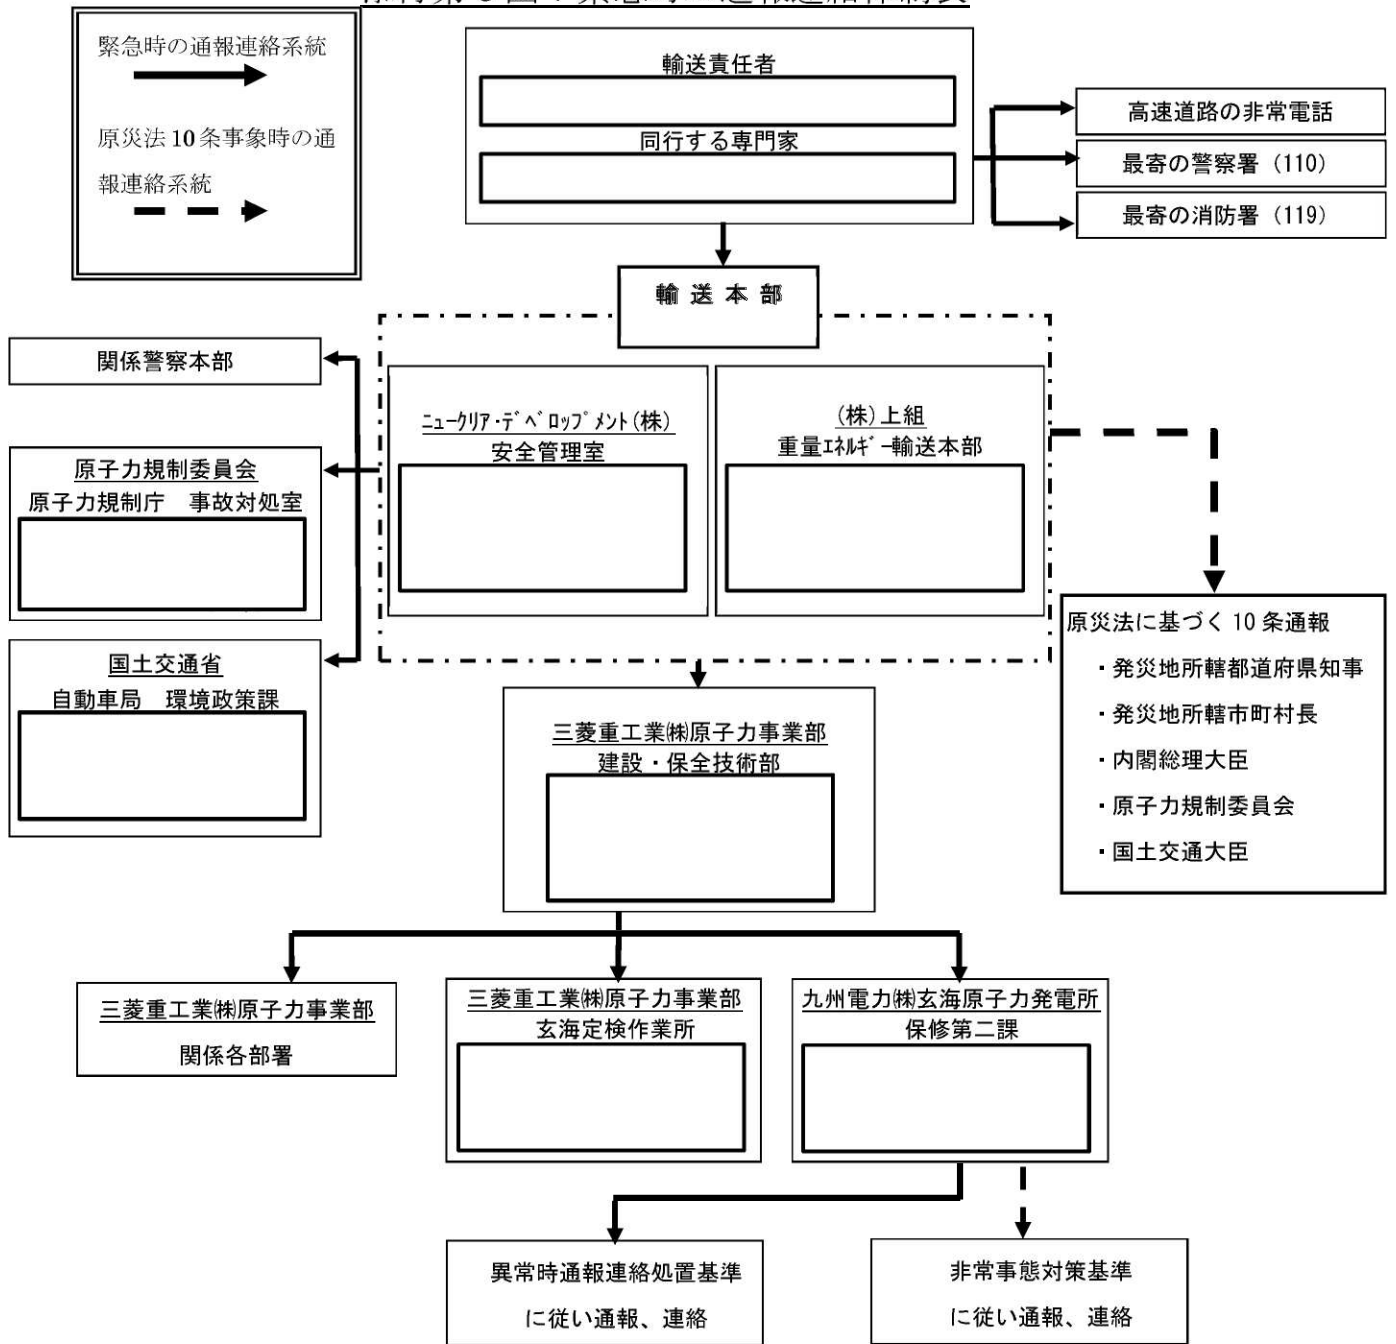 緊急時の通報連絡系統
原災法10条事象時の通
報連絡系統
輸送責任者
同行する専門家
高速道路の非常電話
最寄の警察署（110）
最寄の消防署（119）
輸送本部
関係警察本部
原子力規制委員会
原子力規制庁　事故対処室
国土交通省
自動車局　環境政策課
ﾆｭｰｸﾘｱ･ﾃﾞﾍﾞﾛｯﾌﾟﾒﾝﾄ(株)
安全管理室
(株)上組
重量ｴﾈﾙｷﾞｰ輸送本部
原災法に基づく10条通報
・発災地所轄都道府県知事
・発災地所轄市町村長
・内閣総理大臣
・原子力規制委員会
・国土交通大臣
三菱重工業㈱原子力事業部
建設・保全技術部
三菱重工業㈱原子力事業部
関係各部署
三菱重工業㈱原子力事業部
玄海定検作業所
九州電力㈱玄海原子力発電所
保修第二課
異常時通報連絡処置基準
に従い通報、連絡
非常事態対策基準
に従い通報、連絡